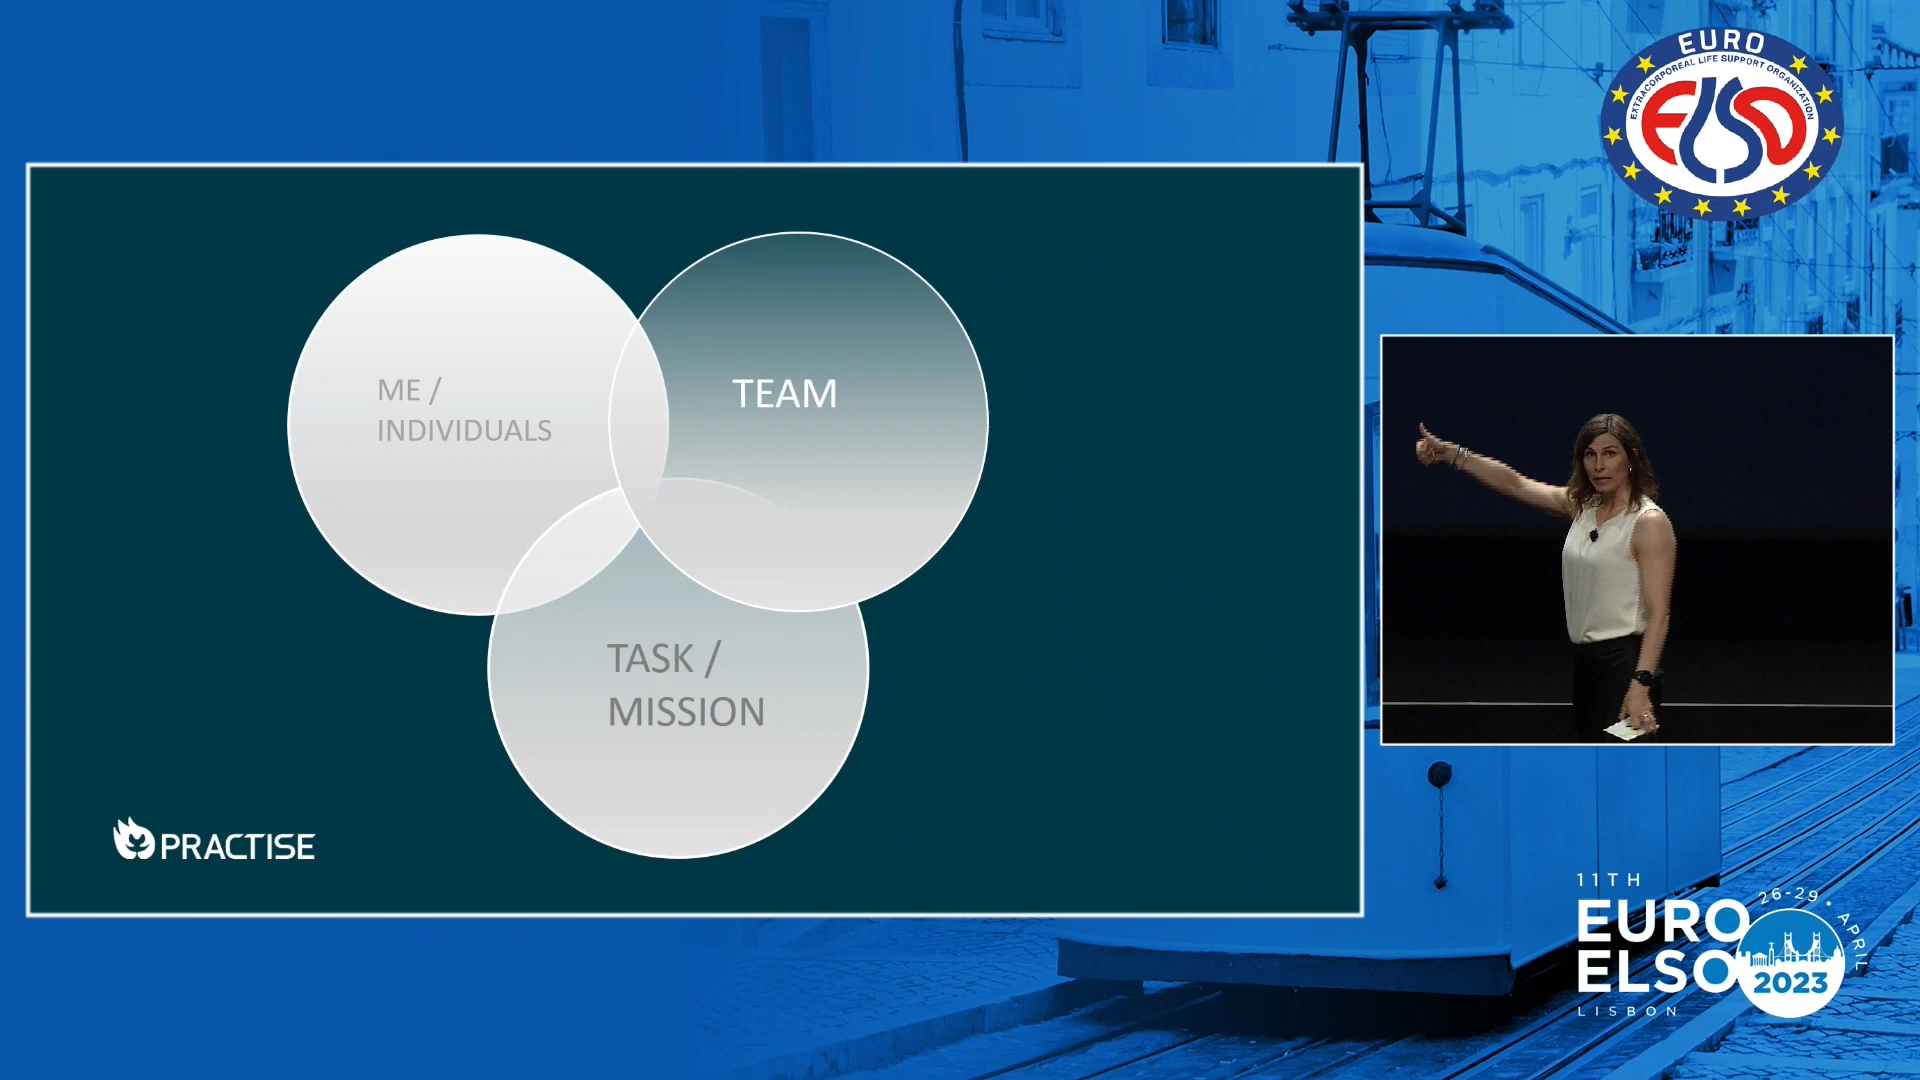 EURO
EXTRACORPOREAL LIFE SUPPORT ORGANIZATION
ELSO
ME /
INDIVIDUALS
TEAM
TASK /
MISSION
PRACTISE
11TH
EURO
ELSO
LISBON
26-29 • APRIL
2023